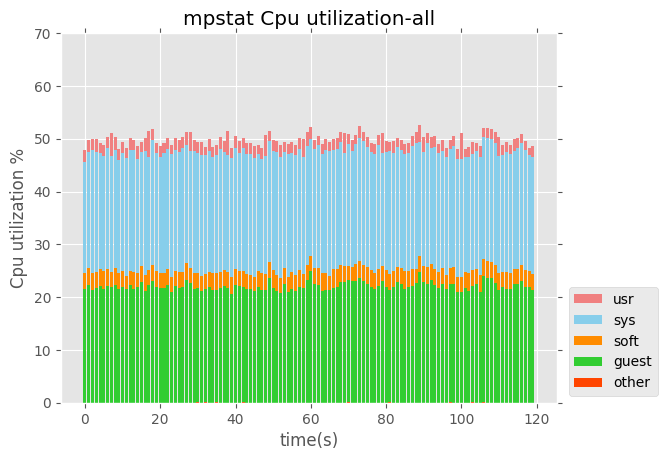 mpstat Cpu utilization-all
70
60
50
40
30
20
10
0
Cpu utilization %
0 20 40 60 80 100 120
time(s)
usr
sys
soft
guest
other